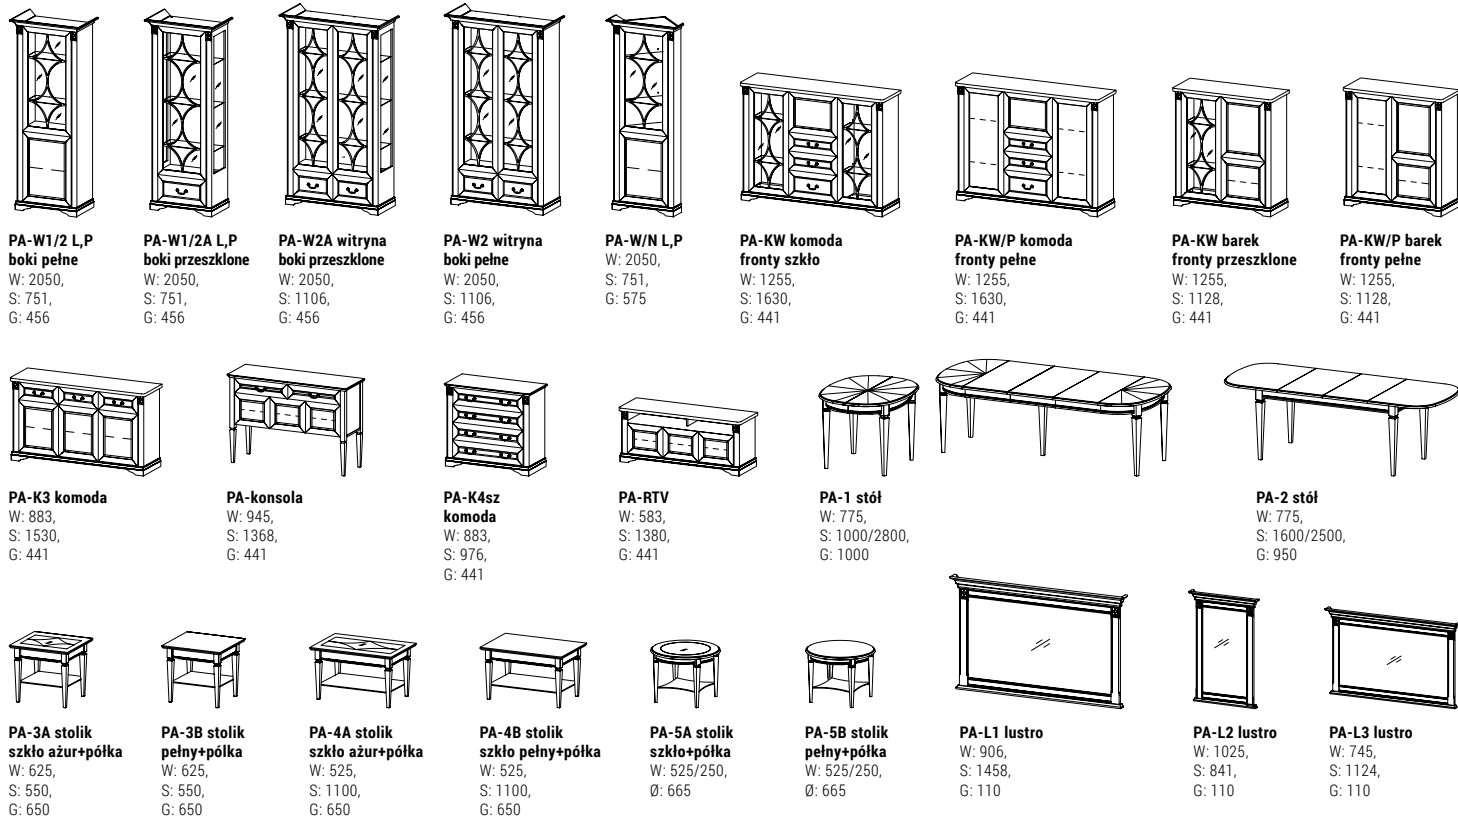 PA-W1/2 L,P
boki pełne
W: 2050,
S: 751,
G: 456
PA-W1/2A L,P
boki przeszklone
W: 2050,
S: 751,
G: 456
PA-W2A witryna
boki przeszklone
W: 2050,
S: 1106,
G: 456
PA-W2 witryna
boki pełne
W: 2050,
S: 1106,
G: 456
PA-W/N L,P
W: 2050,
S: 751,
G: 575
PA-KW komoda
fronty szkło
W: 1255,
S: 1630,
G: 441
PA-KW/P komoda
fronty pełne
W: 1255,
S: 1630,
G: 441
PA-KW barek
fronty przeszklone
W: 1255,
S: 1128,
G: 441
PA-KW/P barek
fronty pełne
W: 1255,
S: 1128,
G: 441
PA-K3 komoda
W: 883,
S: 1530,
G: 441
PA-konsola
W: 945,
S: 1368,
G: 441
PA-K4sz
komoda
W: 883,
S: 976,
G: 441
PA-RTV
W: 583,
S: 1380,
G: 441
PA-1 stół
W: 775,
S: 1000/2800,
G: 1000
PA-2 stół
W: 775,
S: 1600/2500,
G: 950
PA-3A stolik
szkło ażur+półka
W: 625,
S: 550,
G: 650
PA-3B stolik
pełny+pólka
W: 625,
S: 550,
G: 650
PA-4A stolik
szkło ażur+półka
W: 525,
S: 1100,
G: 650
PA-4B stolik
szkło pełny+półka
W: 525,
S: 1100,
G: 650
PA-5A stolik
szkło+półka
W: 525/250,
Ø: 665
PA-5B stolik
pełny+półka
W: 525/250,
Ø: 665
PA-L1 lustro
W: 906,
S: 1458,
G: 110
PA-L2 lustro
W: 1025,
S: 841,
G: 110
PA-L3 lustro
W: 745,
S: 1124,
G: 110